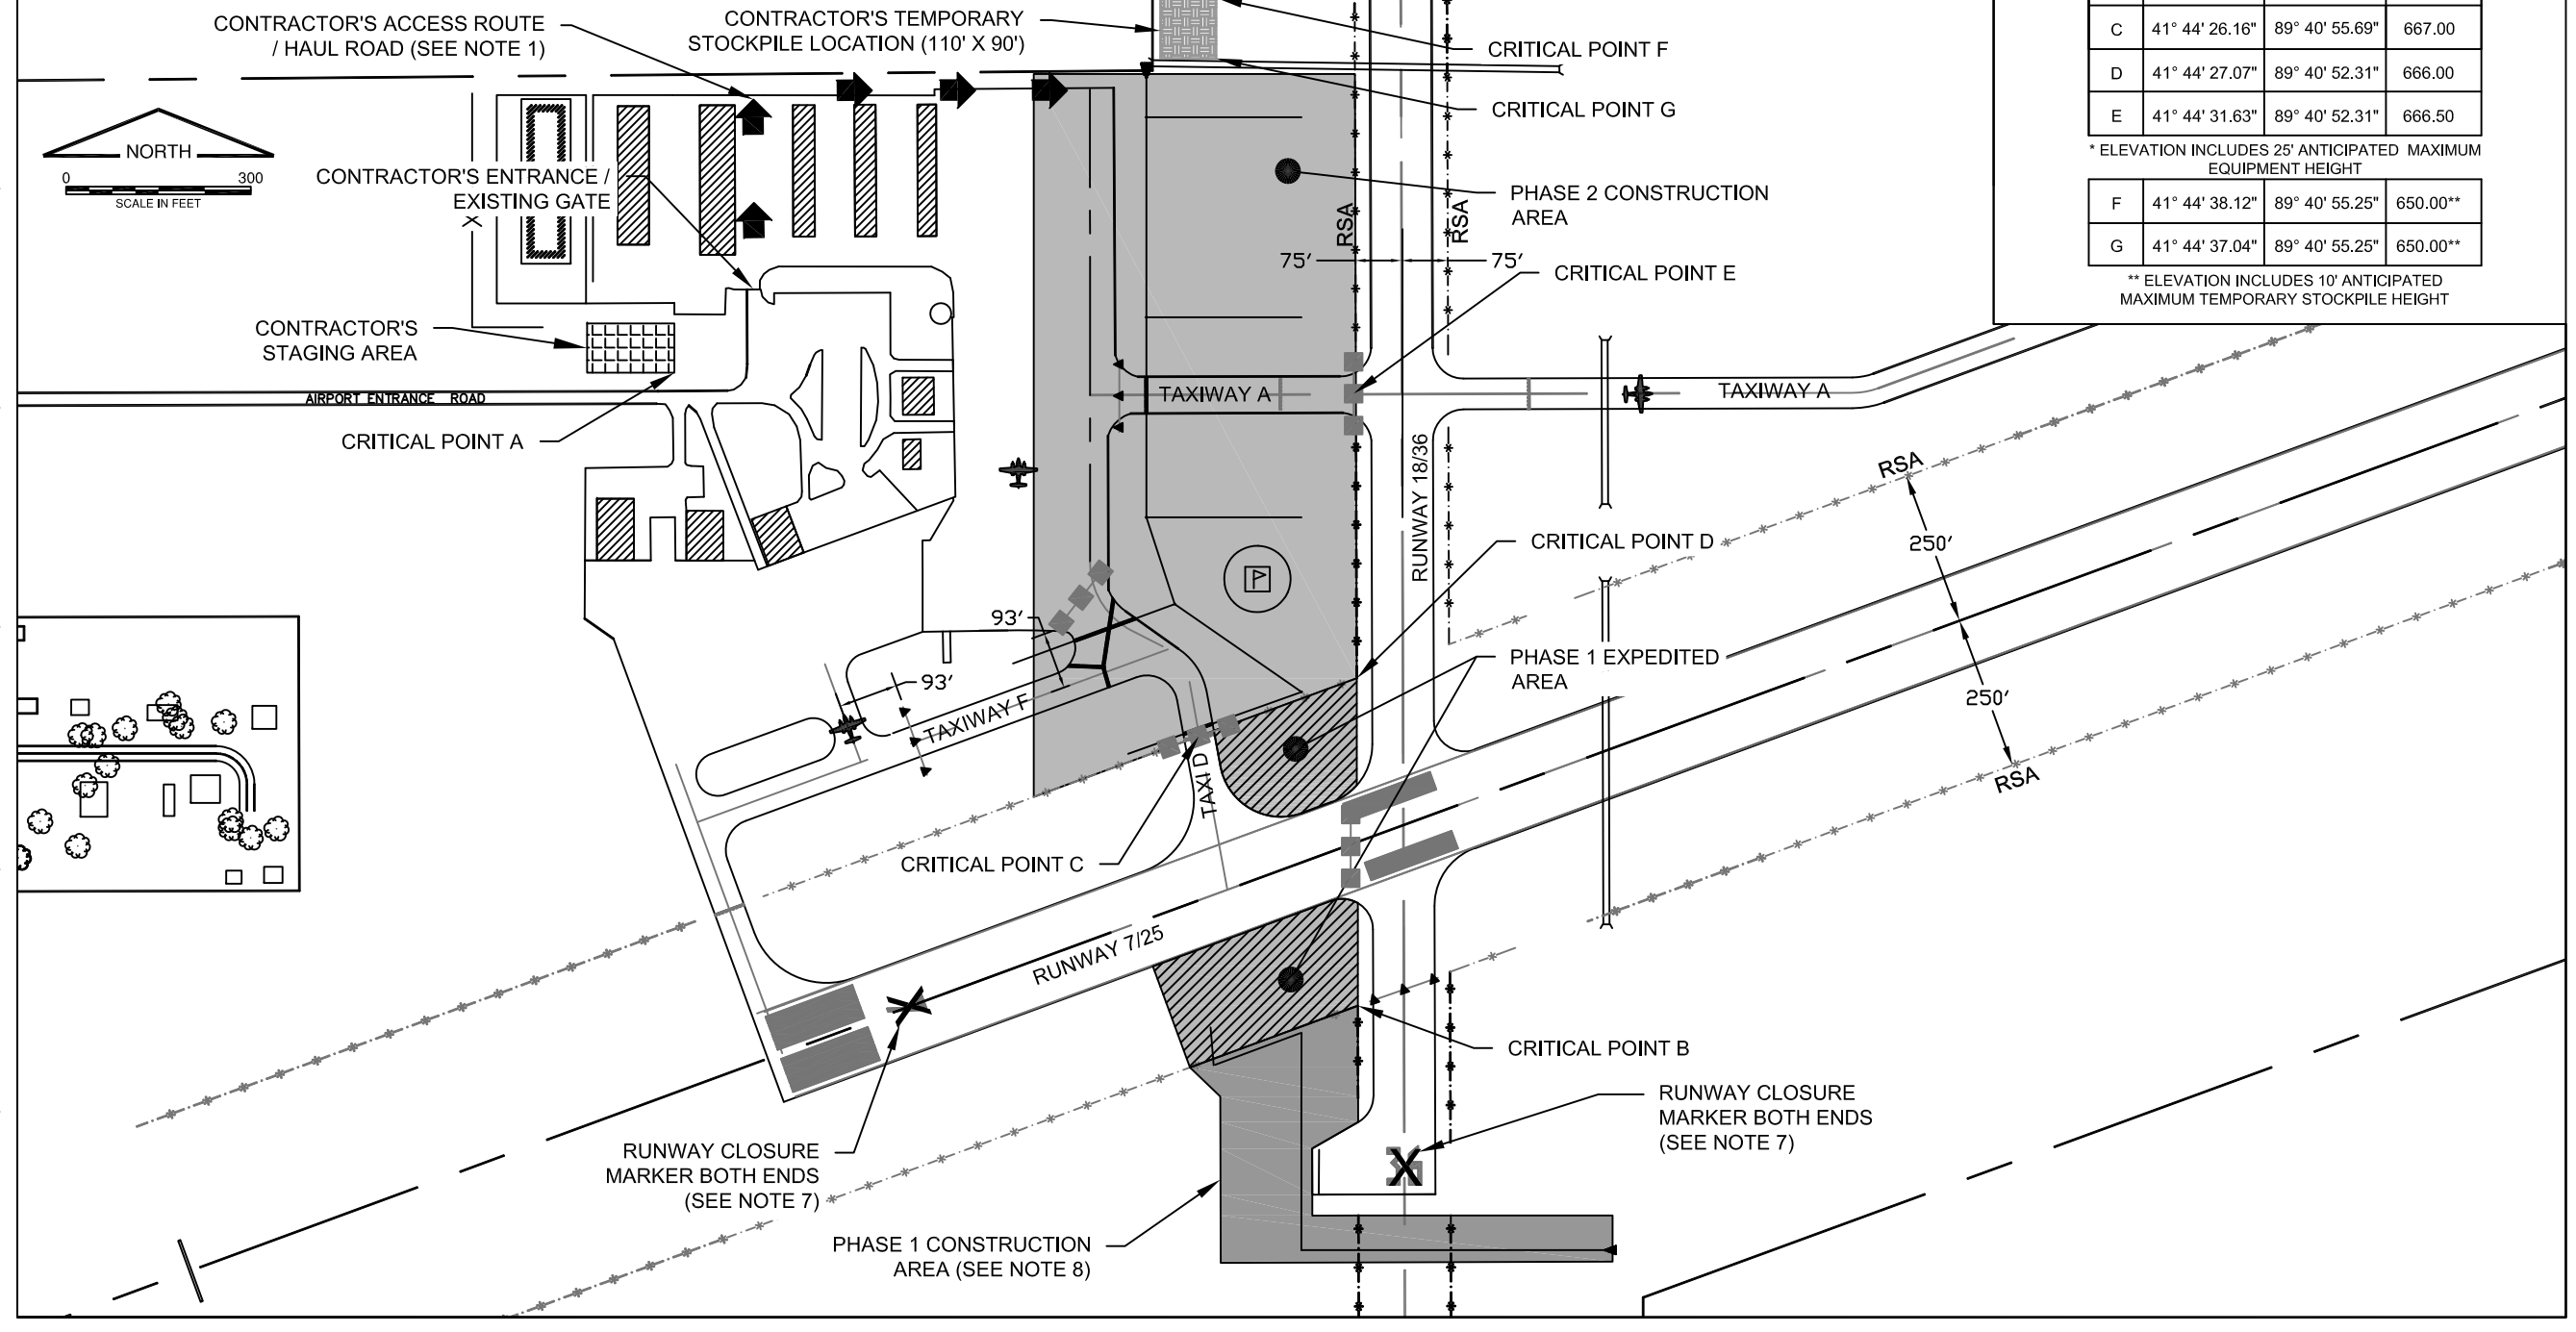 CONTRACTOR'S ACCESS ROUTE
/ HAUL ROAD (SEE NOTE 1)
CONTRACTOR'S TEMPORARY
STOCKPILE LOCATION (110' X 90')
CRITICAL POINT F
CRITICAL POINT G
C 41° 44' 26.16" 89° 40' 55.69" 667.00
D 41° 44' 27.07" 89° 40' 52.31" 666.00
E 41° 44' 31.63" 89° 40' 52.31" 666.50
* ELEVATION INCLUDES 25' ANTICIPATED MAXIMUM
EQUIPMENT HEIGHT
F 41° 44' 38.12" 89° 40' 55.25" 650.00**
G 41° 44' 37.04" 89° 40' 55.25" 650.00**
** ELEVATION INCLUDES 10' ANTICIPATED
MAXIMUM TEMPORARY STOCKPILE HEIGHT
NORTH
0 300
SCALE IN FEET
CONTRACTOR'S ENTRANCE /
EXISTING GATE
PHASE 2 CONSTRUCTION
AREA
RSA
RSA
75' 75'
CRITICAL POINT E
CONTRACTOR'S
STAGING AREA
AIRPORT ENTRANCE ROAD
CRITICAL POINT A
TAXIWAY A
TAXIWAY A
RUNWAY 18/36
RSA
250'
CRITICAL POINT D
P
93'
93'
PHASE 1 EXPEDITED
AREA
250'
RSA
TAXIWAY F
TAXI D
CRITICAL POINT C
RUNWAY 7/25
CRITICAL POINT B
RUNWAY CLOSURE
MARKER BOTH ENDS
(SEE NOTE 7)
RUNWAY CLOSURE
MARKER BOTH ENDS
(SEE NOTE 7)
PHASE 1 CONSTRUCTION
AREA (SEE NOTE 8)